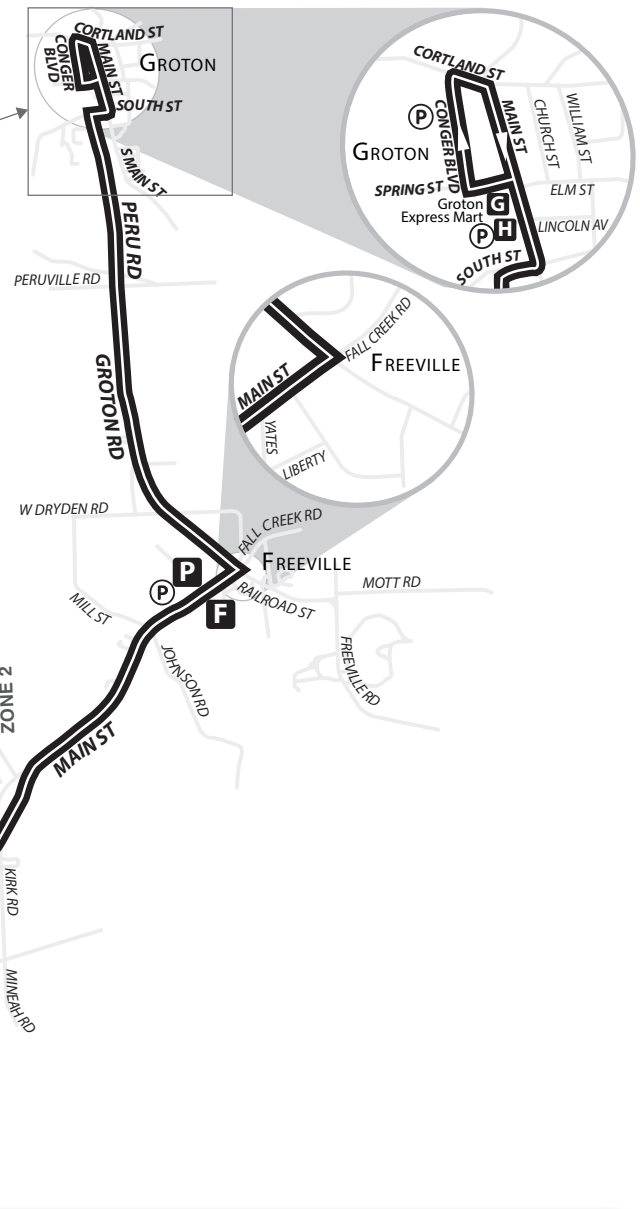 CORTLAND ST
CONGER
BLVD
MAIN ST
GROTON
SOUTH ST
S MAIN ST
PERU RD
PERUVILLE RD
GROTON RD
W DRYDEN RD
FALL CREEK RD
FREEVILLE
P
P
F
RAILROAD ST
MOTT RD
MILL ST
JOHNSON RD
FREEVILLE RD
ZONE 2
MAIN ST
KIRK RD
MINEAH RD
CORTLAND ST
P
CONGER BLVD
MAIN ST
CHURCH ST
WILLIAM ST
GROTON
SPRING ST
ELM ST
Groton
Express Mart
G
P
H
LINCOLN AV
SOUTH ST
FALL CREEK RD
FREEVILLE
MAIN ST
YATES
LIBERTY